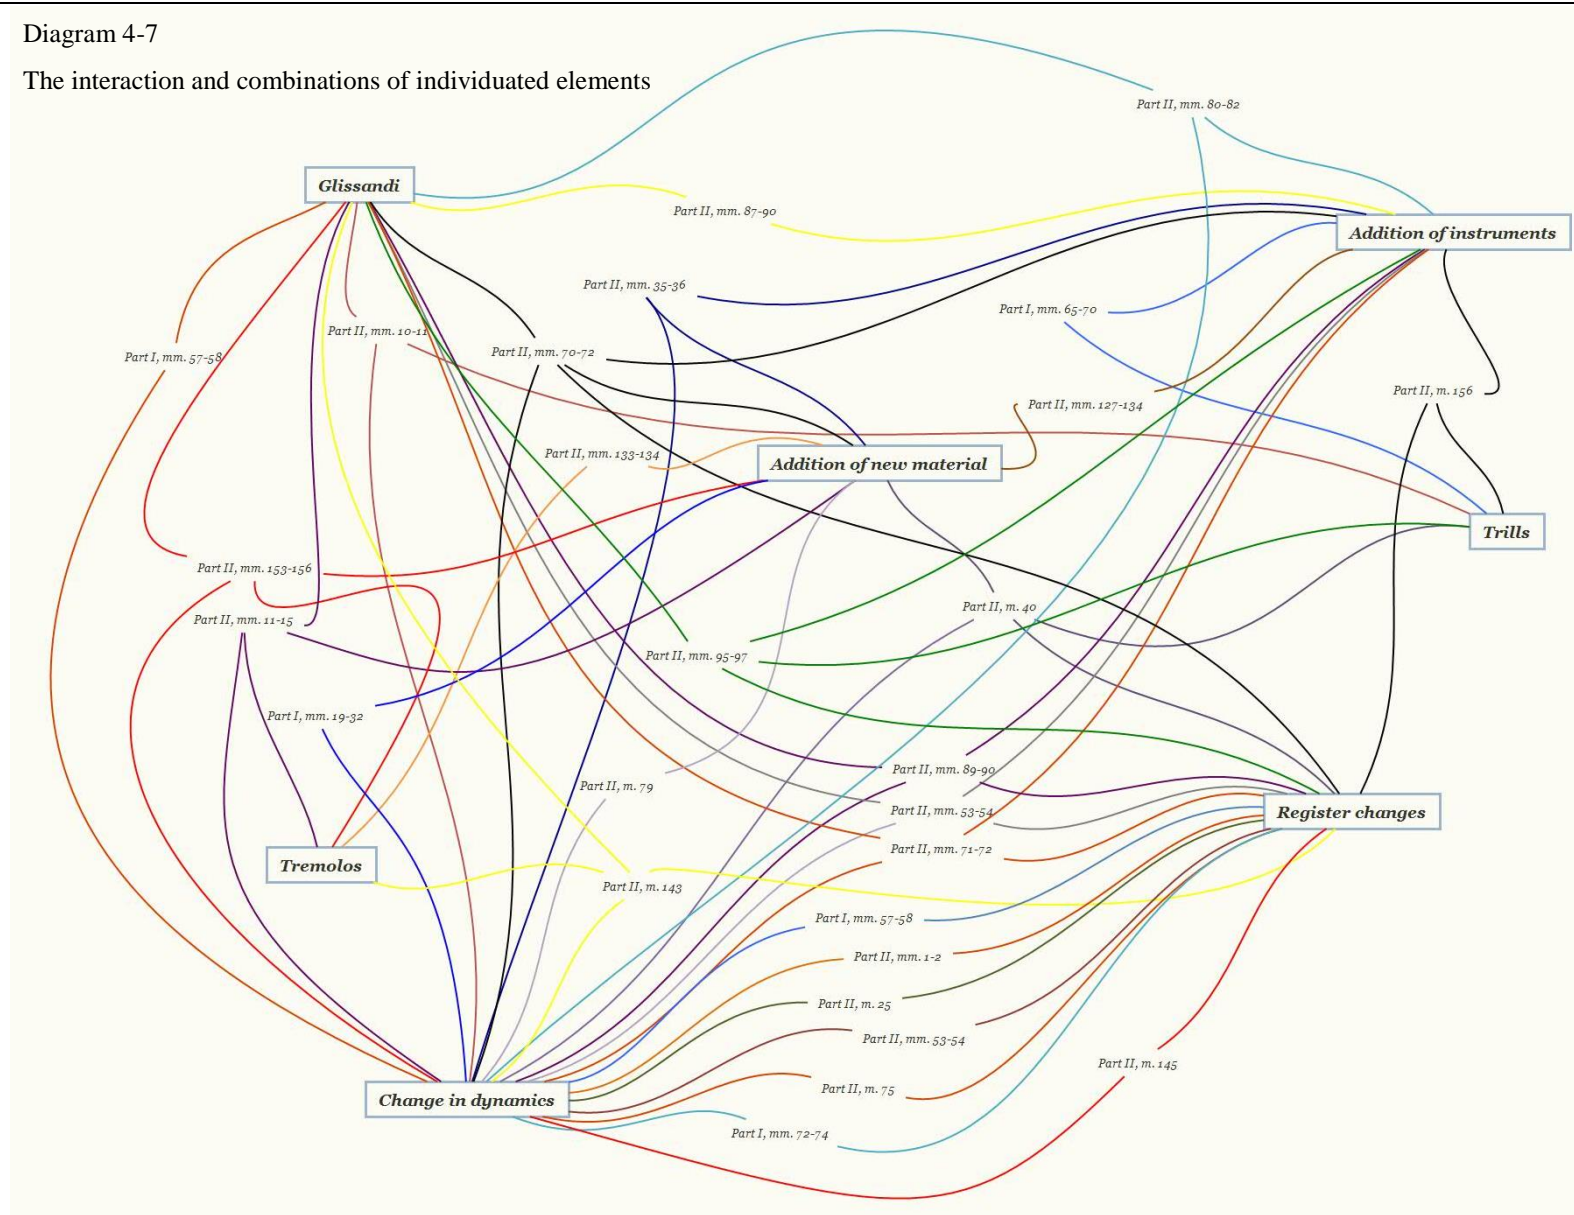 Diagram 4-7
The interaction and combinations of individuated elements
Part II, mm. 80-82
Glissandi
Part II, mm. 87-90
Addition of instruments
Part II, mm. 35-36
Part I, mm. 65-70
Part II, mm. 10-11
Part II, mm. 70-72
Part I, mm. 57-58
Part II, m. 156
Part II, mm. 127-134
Part II, mm. 133-134
Addition of new material
Trills
Part II, mm. 153-156
Part II, m. 40
Part II, mm. 11-15
Part II, mm. 95-97
Part I, mm. 19-32
Part II, mm. 89-90
Part II, m. 79
Part II, mm. 53-54
Register changes
Part II, mm. 71-72
Tremolos
Part II, m. 143
Part I, mm. 57-58
Part II, mm. 1-2
Part II, m. 25
Part II, mm. 53-54
Part II, m. 145
Part II, m. 75
Change in dynamics
Part I, mm. 72-74